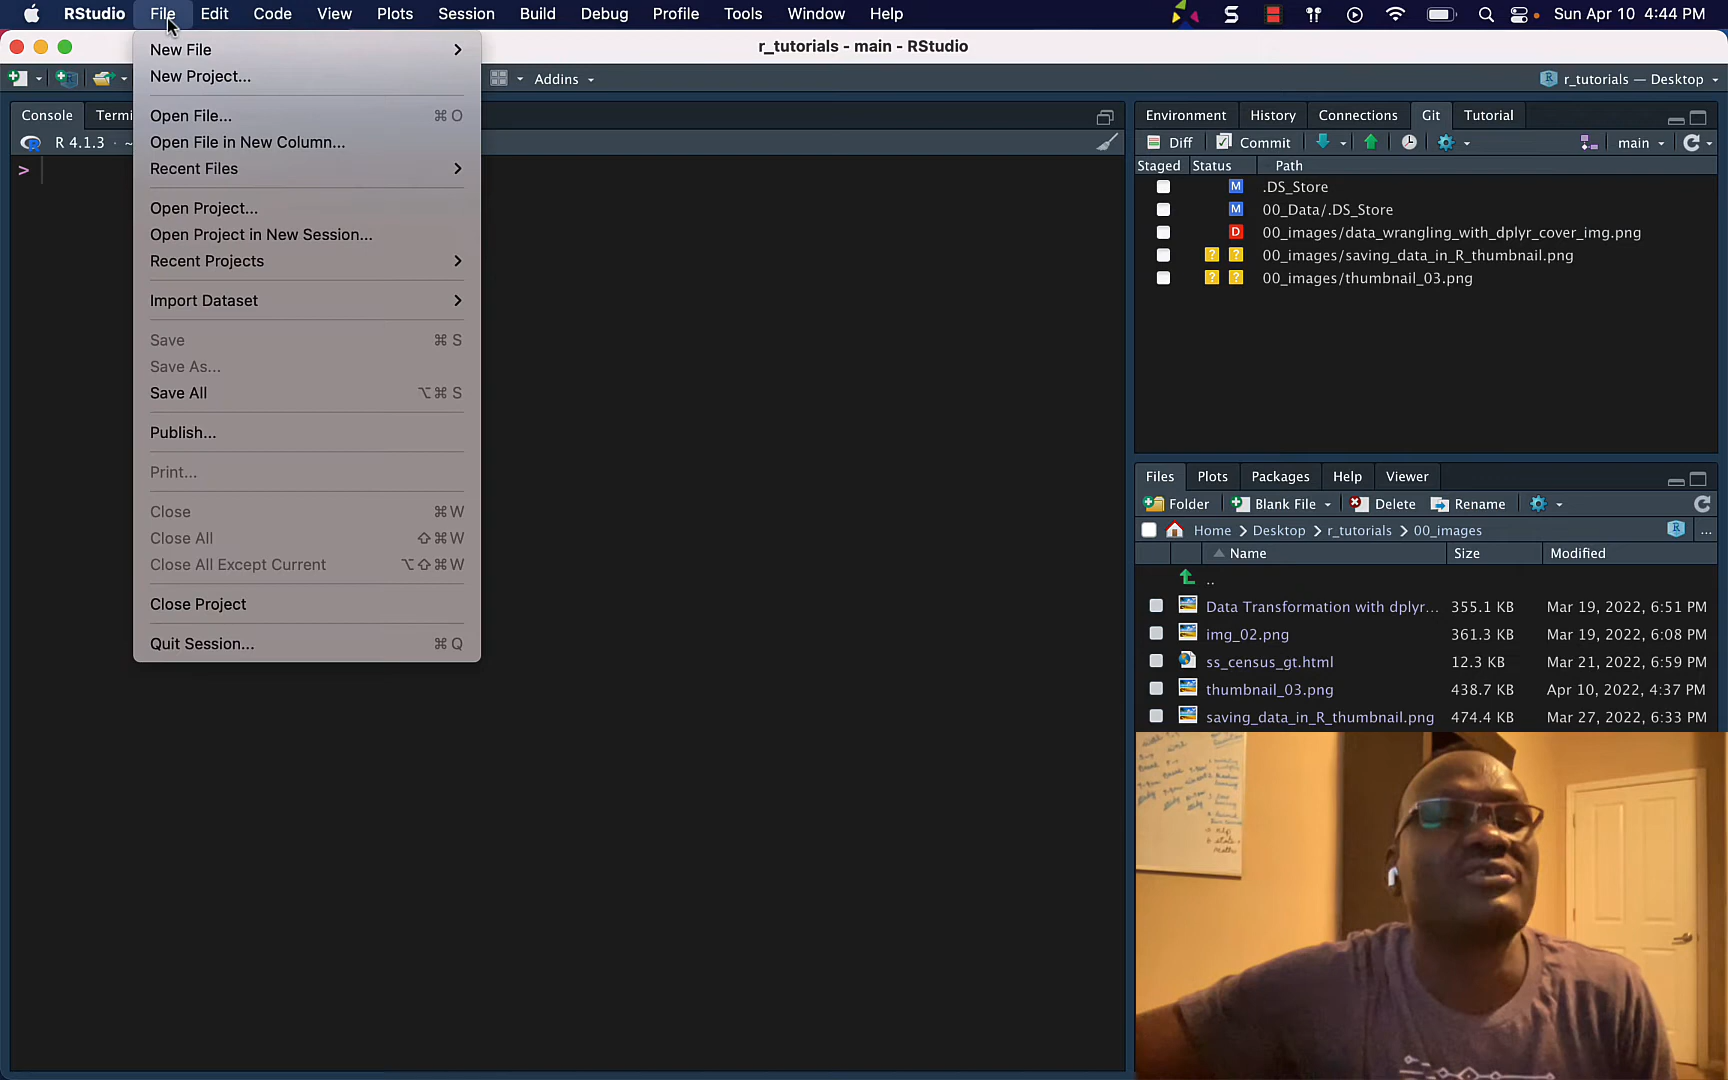 RStudio File Edit Code View Plots Session Build Debug Profile Tools Window Help Sun Apr 10 4:44 PM
r_tutorials - main - RStudio
Addins r_tutorials — Desktop
New File
New Project...
Open File... ⌘ O
Open File in New Column...
Recent Files
Open Project...
Open Project in New Session...
Recent Projects
Import Dataset
Save ⌘ S
Save As...
Save All ⌥⌘ S
Publish...
Print...
Close ⌘W
Close All ⇧⌘W
Close All Except Current ⌥⇧⌘W
Close Project
Quit Session... ⌘Q
Console Termi
R 4.1.3 · ~
>
Environment History Connections Git Tutorial
Diff Commit main
Staged Status Path
M .DS_Store
M 00_Data/.DS_Store
D 00_images/data_wrangling_with_dplyr_cover_img.png
? ? 00_images/saving_data_in_R_thumbnail.png
? ? 00_images/thumbnail_03.png
Files Plots Packages Help Viewer
Folder Blank File Delete Rename
Home > Desktop > r_tutorials > 00_images ...
Name Size Modified
..
Data Transformation with dplyr... 355.1 KB Mar 19, 2022, 6:51 PM
img_02.png 361.3 KB Mar 19, 2022, 6:08 PM
ss_census_gt.html 12.3 KB Mar 21, 2022, 6:59 PM
thumbnail_03.png 438.7 KB Apr 10, 2022, 4:37 PM
saving_data_in_R_thumbnail.png 474.4 KB Mar 27, 2022, 6:33 PM